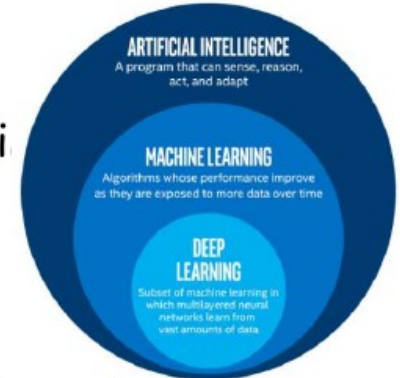 ARTIFICIAL INTELLIGENCE
A program that can sense, reason,
act, and adapt
MACHINE LEARNING
Algorithms whose performance improve
as they are exposed to more data over time
DEEP
LEARNING
Subset of machine learning in
which multilayered neural
networks learn from
vast amounts of data